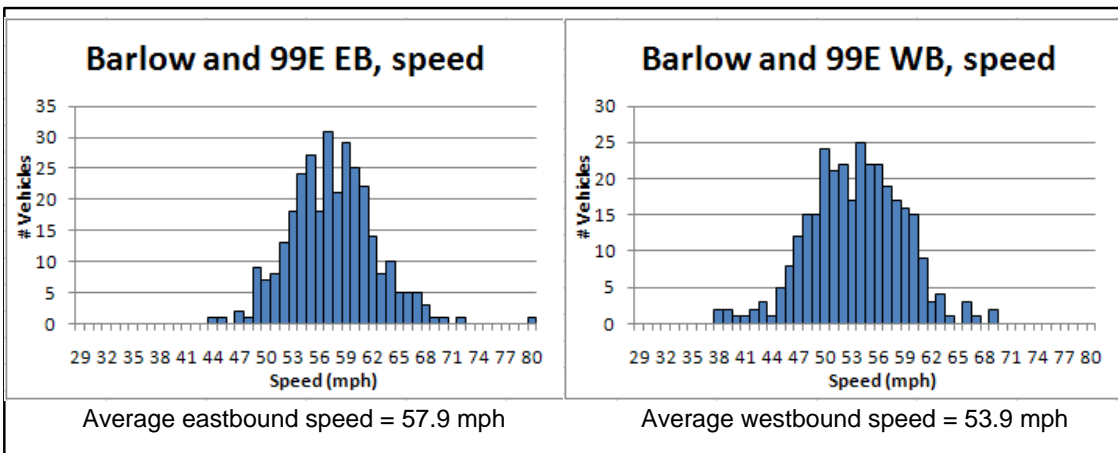 Barlow and 99E EB, speed
35
30
25
20
15
10
5
0
# Vehicles
29 32 35 38 41 44 47 50 53 56 59 62 65 68 71 74 77 80
Speed (mph)
Average eastbound speed = 57.9 mph
Barlow and 99E WB, speed
30
25
20
15
10
5
0
# Vehicles
29 32 35 38 41 44 47 50 53 56 59 62 65 68 71 74 77 80
Speed (mph)
Average westbound speed = 53.9 mph